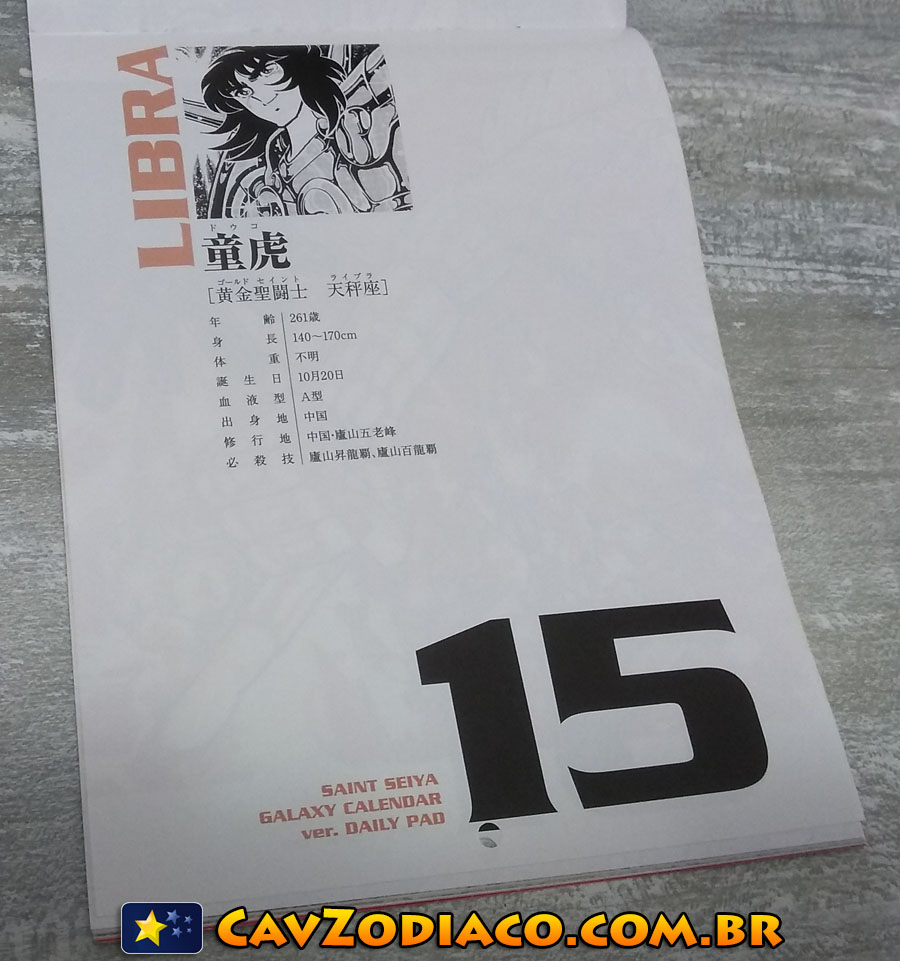 LIBRA
ドウコ
童虎
ゴールド セイント ライブラ
[黄金聖闘士 天秤座]
年齢 261歳
身長 140〜170cm
体重 不明
誕生日 10月20日
血液型 A型
出身地 中国
修行地 中国・廬山五老峰
必殺技 廬山昇龍覇、廬山百龍覇
15
SAINT SEIYA
GALAXY CALENDAR
ver. DAILY PAD
CavZodiaco.com.br